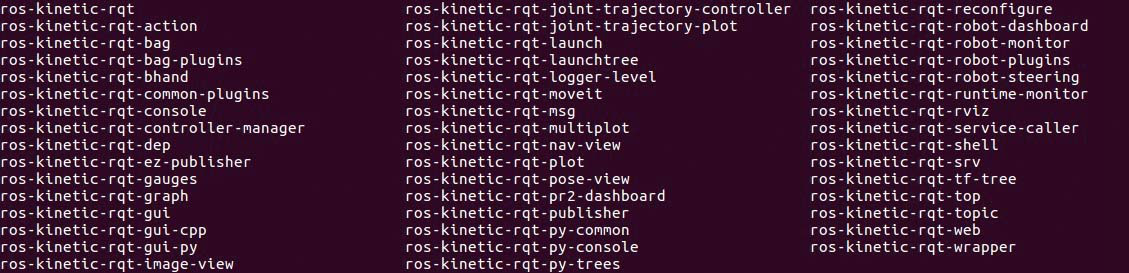 ros-kinetic-rqt ros-kinetic-rqt-joint-trajectory-controller ros-kinetic-rqt-reconfigure
ros-kinetic-rqt-action ros-kinetic-rqt-joint-trajectory-plot ros-kinetic-rqt-robot-dashboard
ros-kinetic-rqt-bag ros-kinetic-rqt-launch ros-kinetic-rqt-robot-monitor
ros-kinetic-rqt-bag-plugins ros-kinetic-rqt-launchtree ros-kinetic-rqt-robot-plugins
ros-kinetic-rqt-bhand ros-kinetic-rqt-logger-level ros-kinetic-rqt-robot-steering
ros-kinetic-rqt-common-plugins ros-kinetic-rqt-moveit ros-kinetic-rqt-runtime-monitor
ros-kinetic-rqt-console ros-kinetic-rqt-msg ros-kinetic-rqt-rviz
ros-kinetic-rqt-controller-manager ros-kinetic-rqt-multiplot ros-kinetic-rqt-service-caller
ros-kinetic-rqt-dep ros-kinetic-rqt-nav-view ros-kinetic-rqt-shell
ros-kinetic-rqt-ez-publisher ros-kinetic-rqt-plot ros-kinetic-rqt-srv
ros-kinetic-rqt-gauges ros-kinetic-rqt-pose-view ros-kinetic-rqt-tf-tree
ros-kinetic-rqt-graph ros-kinetic-rqt-pr2-dashboard ros-kinetic-rqt-top
ros-kinetic-rqt-gui ros-kinetic-rqt-publisher ros-kinetic-rqt-topic
ros-kinetic-rqt-gui-cpp ros-kinetic-rqt-py-common ros-kinetic-rqt-web
ros-kinetic-rqt-gui-py ros-kinetic-rqt-py-console ros-kinetic-rqt-wrapper
ros-kinetic-rqt-image-view ros-kinetic-rqt-py-trees